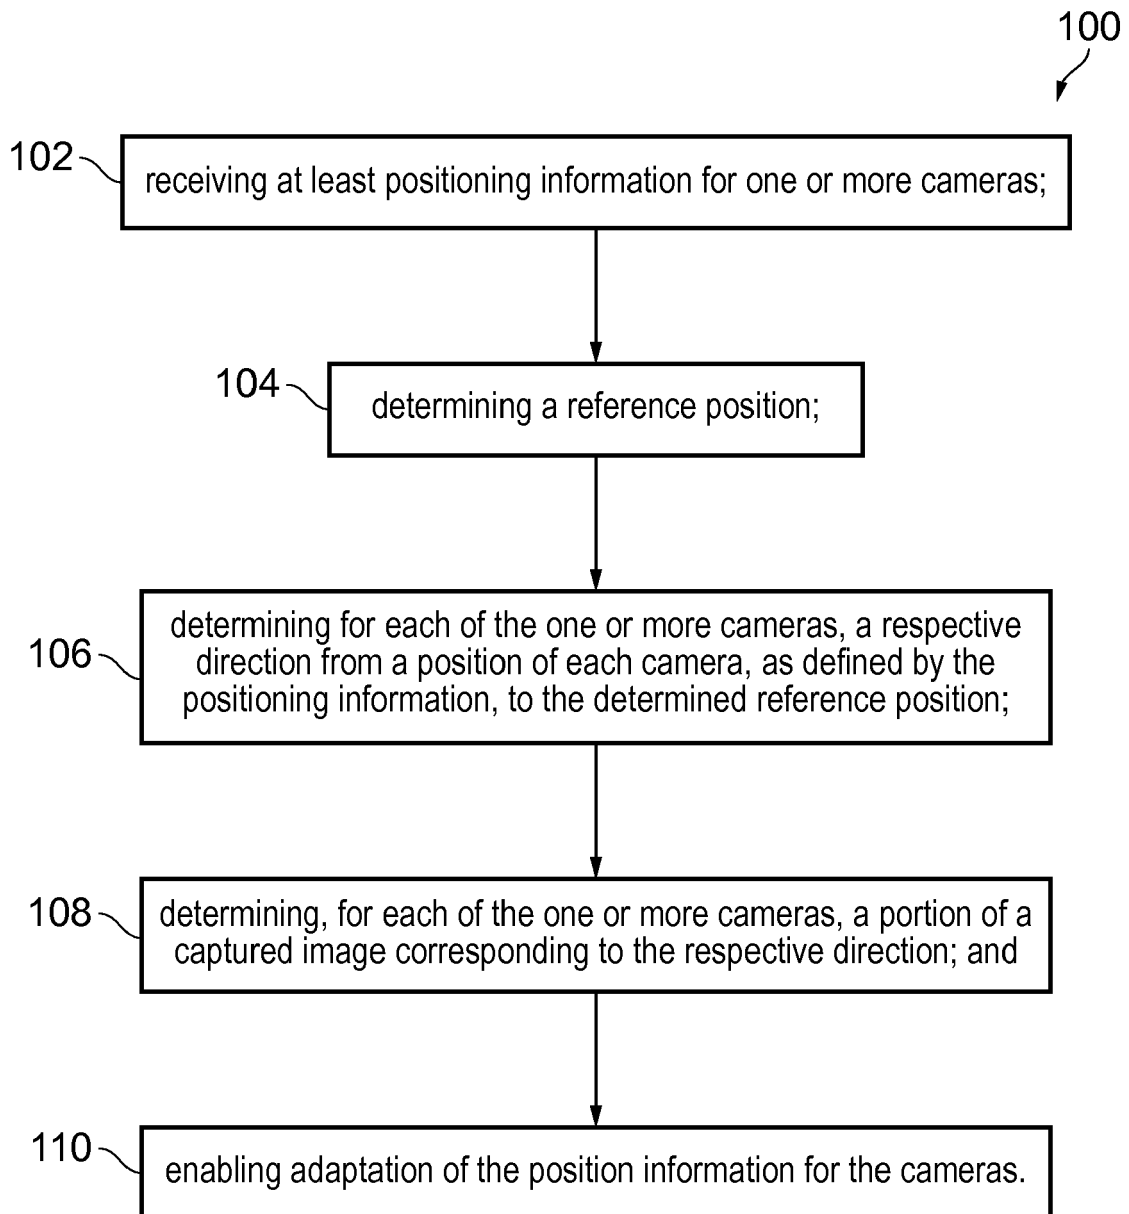 100
102
receiving at least positioning information for one or more cameras;
104
determining a reference position;
106
determining for each of the one or more cameras, a respective
direction from a position of each camera, as defined by the
positioning information, to the determined reference position;
108
determining, for each of the one or more cameras, a portion of a
captured image corresponding to the respective direction; and
110
enabling adaptation of the position information for the cameras.